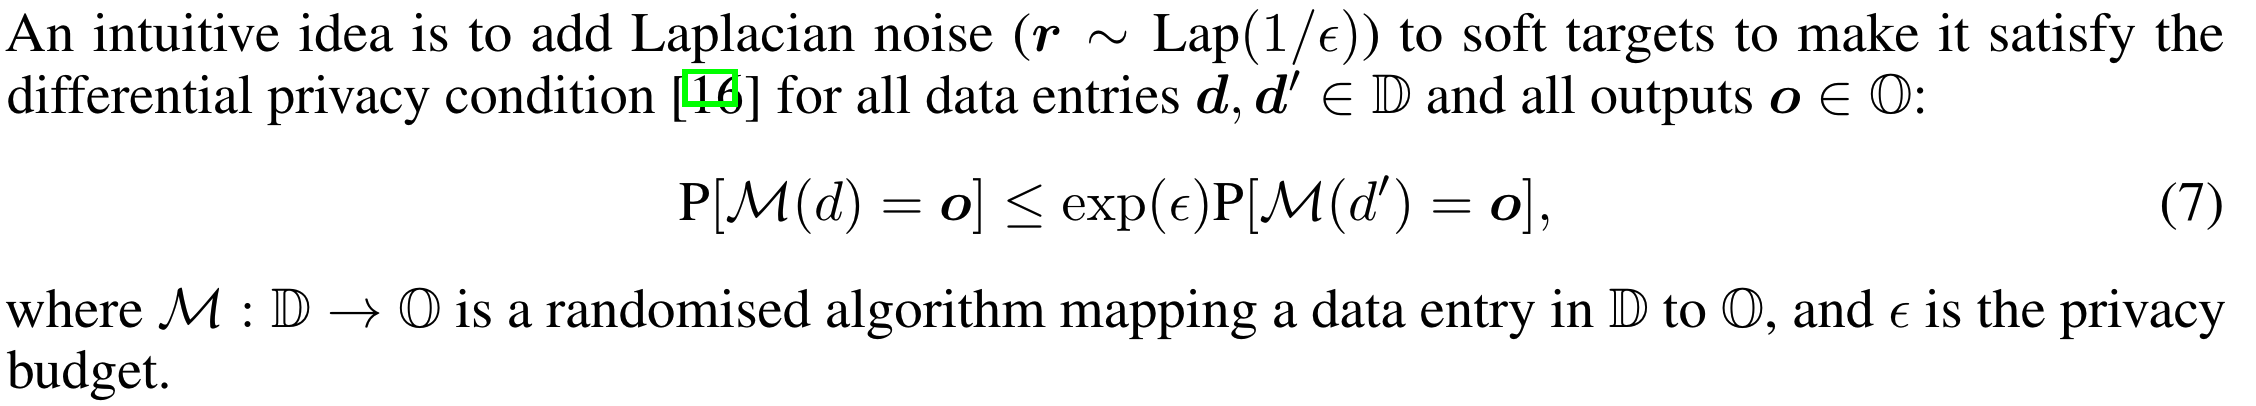 An intuitive idea is to add Laplacian noise (r ∼ Lap(1/ϵ)) to soft targets to make it satisfy the
differential privacy condition [16] for all data entries d, d′ ∈ 𝔻 and all outputs o ∈ 𝕆:
P[ℳ(d) = o] ≤ exp(ϵ)P[ℳ(d′) = o], (7)
where ℳ : 𝔻 → 𝕆 is a randomised algorithm mapping a data entry in 𝔻 to 𝕆, and ϵ is the privacy
budget.